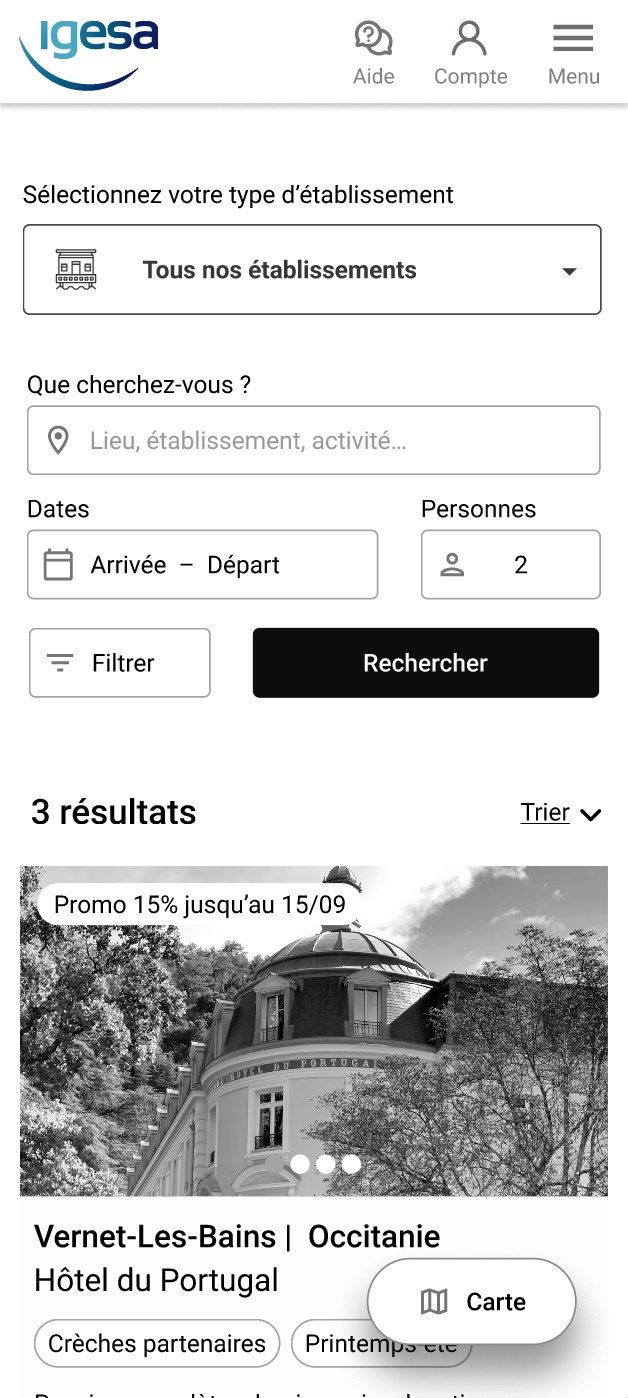 igesa
Aide Compte Menu
Sélectionnez votre type d’établissement
Tous nos établissements
Que cherchez-vous ?
Lieu, établissement, activité...
Dates Personnes
Arrivée – Départ 2
Filtrer Rechercher
3 résultats Trier
Promo 15% jusqu’au 15/09
HOTEL DU PORTUGAL
Vernet-Les-Bains | Occitanie
Hôtel du Portugal
Carte
Crèches partenaires Printemps-été